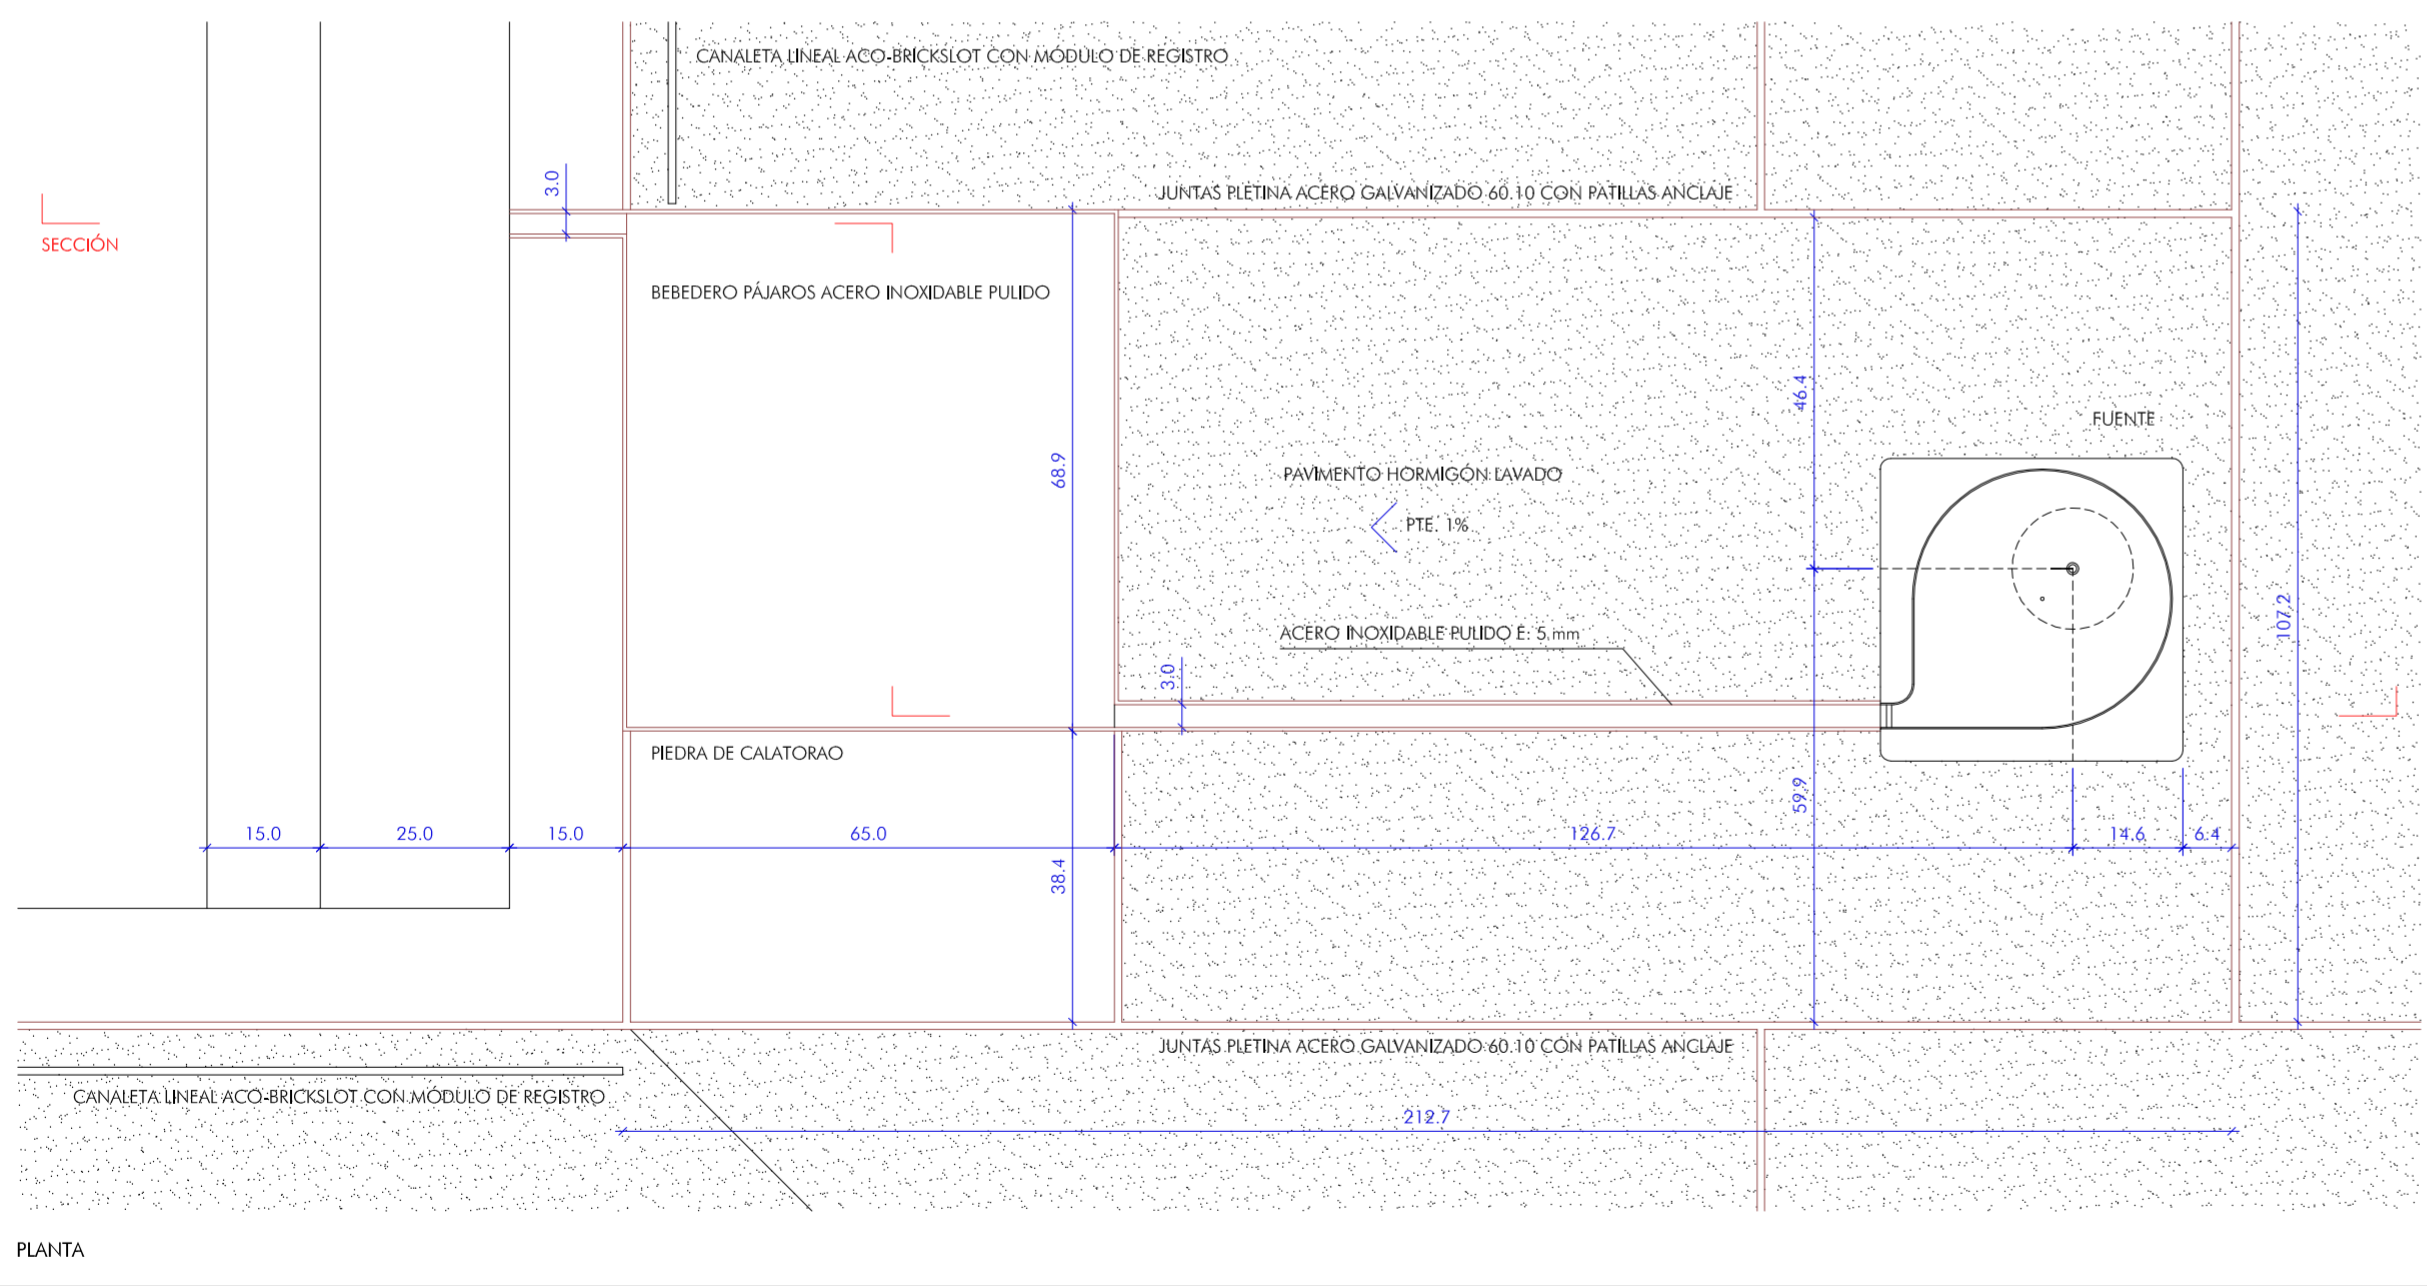 CANALETA LINEAL ACO-BRICKSLOT CON MÓDULO DE REGISTRO
3.0
JUNTAS PLETINA ACERO GALVANIZADO 60.10 CON PATILLAS ANCLAJE
SECCIÓN
BEBEDERO PÁJAROS ACERO INOXIDABLE PULIDO
46.4
FUENTE
68.9
PAVIMENTO HORMIGÓN LAVADO
PTE. 1%
107.2
ACERO INOXIDABLE PULIDO E: 5 mm
3.0
PIEDRA DE CALATORAO
59.9
15.0
25.0
15.0
65.0
126.7
14.6
6.4
38.4
JUNTAS PLETINA ACERO GALVANIZADO 60.10 CON PATILLAS ANCLAJE
CANALETA LINEAL ACO-BRICKSLOT CON MÓDULO DE REGISTRO
212.7
PLANTA